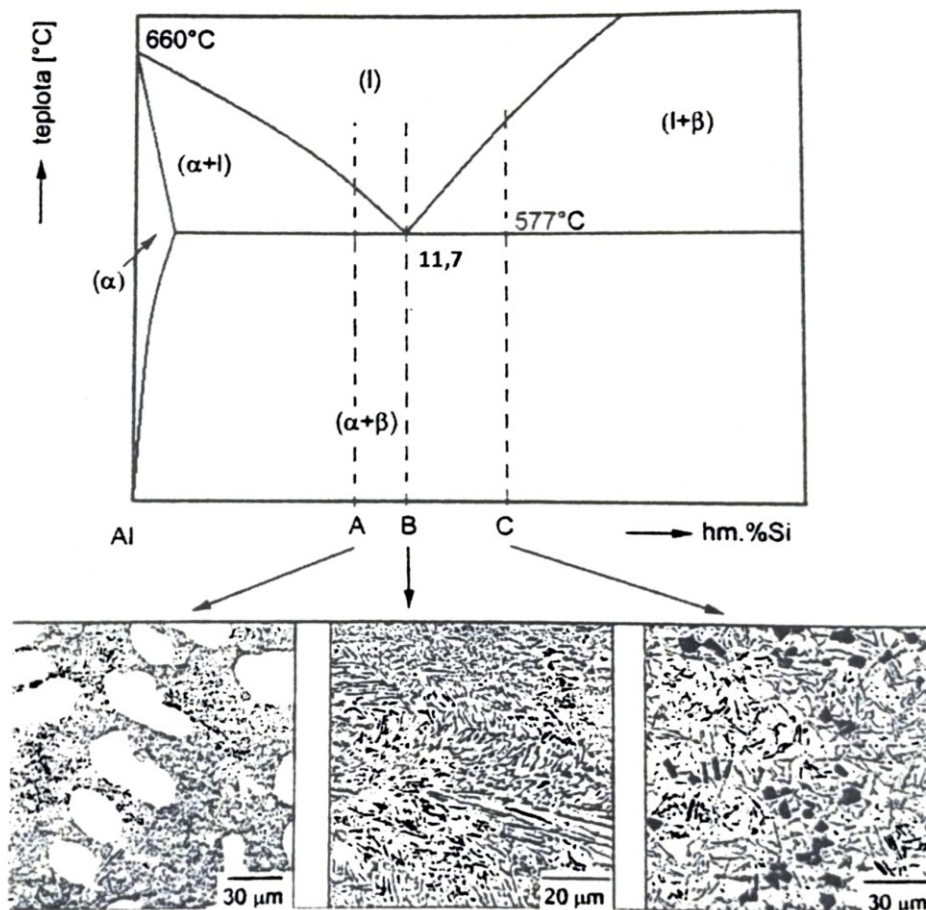 teplota [°C]
660°C
(l)
(l+β)
(α+l)
577°C
11,7
(α)
(α+β)
Al
A
B
C
hm.%Si
30 µm
20 µm
30 µm